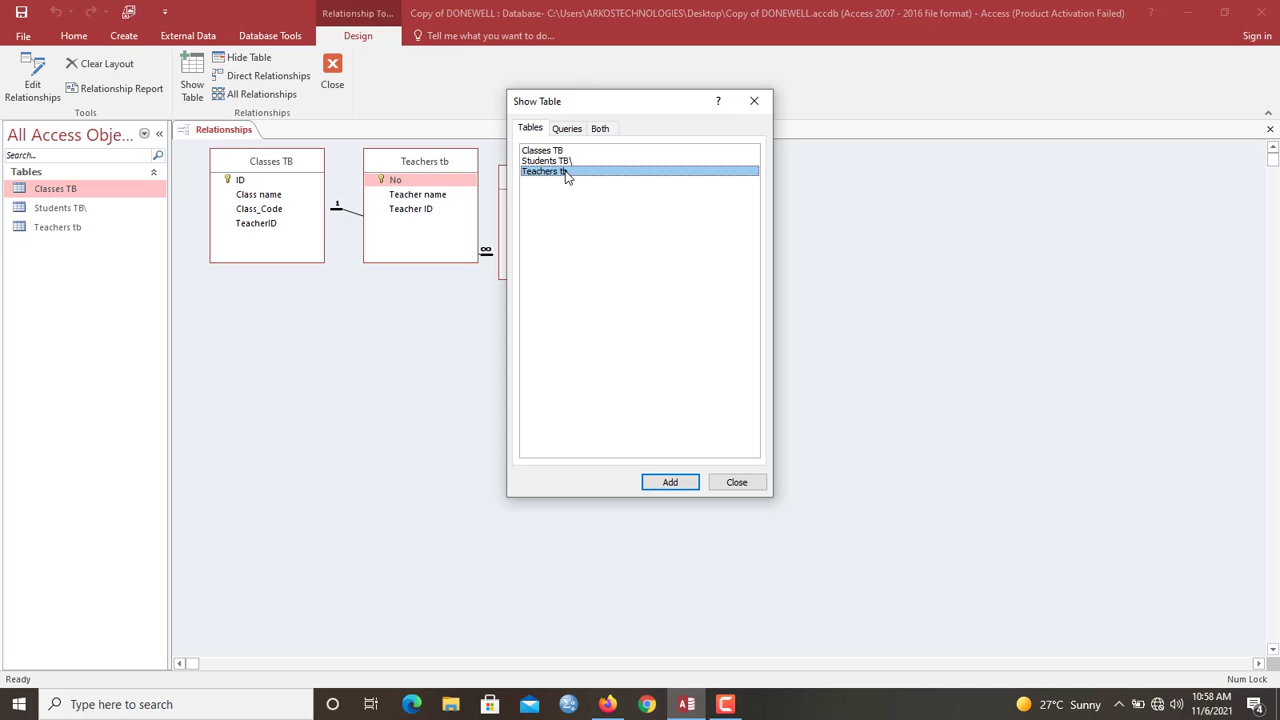 Relationship To...
Copy of DONEWELL : Database- C:\Users\ARKOSTECHNOLOGIES\Desktop\Copy of DONEWELL.accdb (Access 2007 - 2016 file format) - Access (Product Activation Failed)
File
Home
Create
External Data
Database Tools
Design
Tell me what you want to do...
Sign in
Edit
Relationships
Clear Layout
Relationship Report
Tools
Show
Table
Hide Table
Direct Relationships
All Relationships
Relationships
Close
All Access Obje...
Search...
Tables
Classes TB
Students TB\
Teachers tb
Relationships
Classes TB
ID
Class name
Class_Code
TeacherID
1
Teachers tb
No
Teacher name
Teacher ID
∞
Show Table
?
Tables
Queries
Both
Classes TB
Students TB\
Teachers tb
Add
Close
Ready
Num Lock
Type here to search
27°C Sunny
10:58 AM
11/6/2021